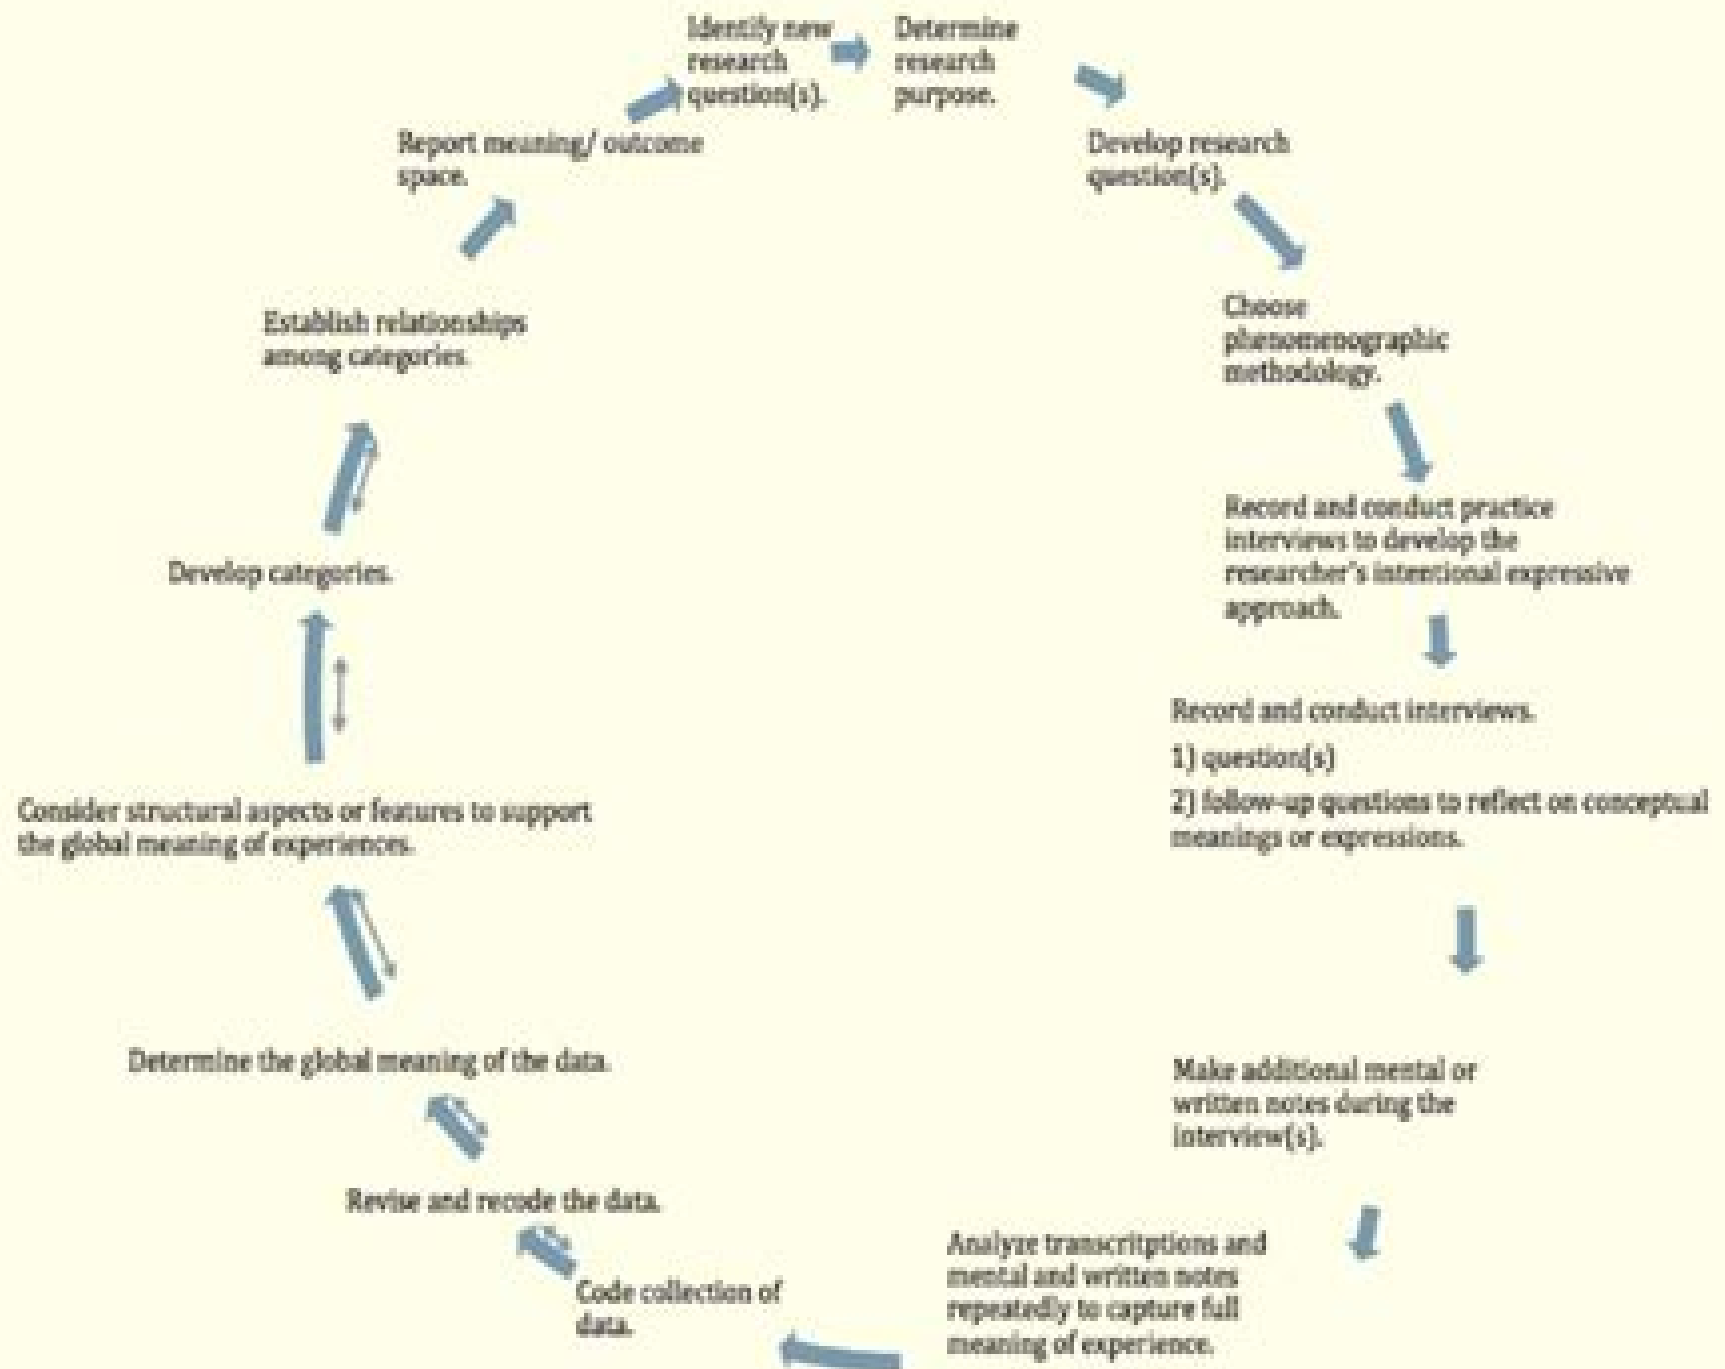 Identify new
research
question(s).
Determine
research
purpose.
Develop research
question(s).
Choose
phenomenographic
methodology.
Record and conduct practice
interviews to develop the
researcher's intentional expressive
approach.
Record and conduct interviews.
1) question(s)
2) follow-up questions to reflect on conceptual
meanings or expressions.
Make additional mental or
written notes during the
interview(s).
Analyze transcritptions and
mental and written notes
repeatedly to capture full
meaning of experience.
Code collection of
data.
Revise and recode the data.
Determine the global meaning of the data.
Consider structural aspects or features to support
the global meaning of experiences.
Develop categories.
Establish relationships
among categories.
Report meaning/ outcome
space.